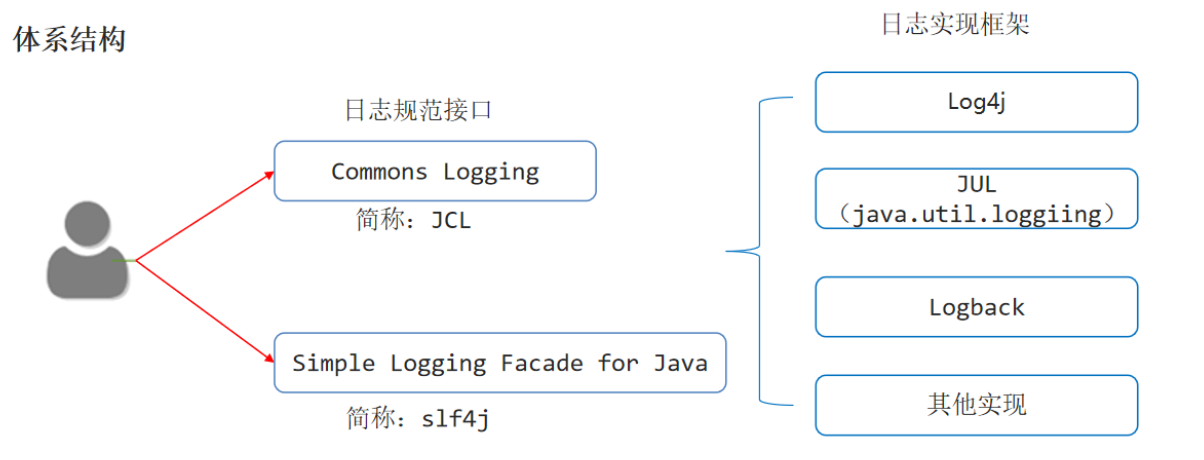 体系结构
日志规范接口
Commons Logging
简称：JCL
Simple Logging Facade for Java
简称：slf4j
日志实现框架
Log4j
JUL
（java.util.loggiing）
Logback
其他实现